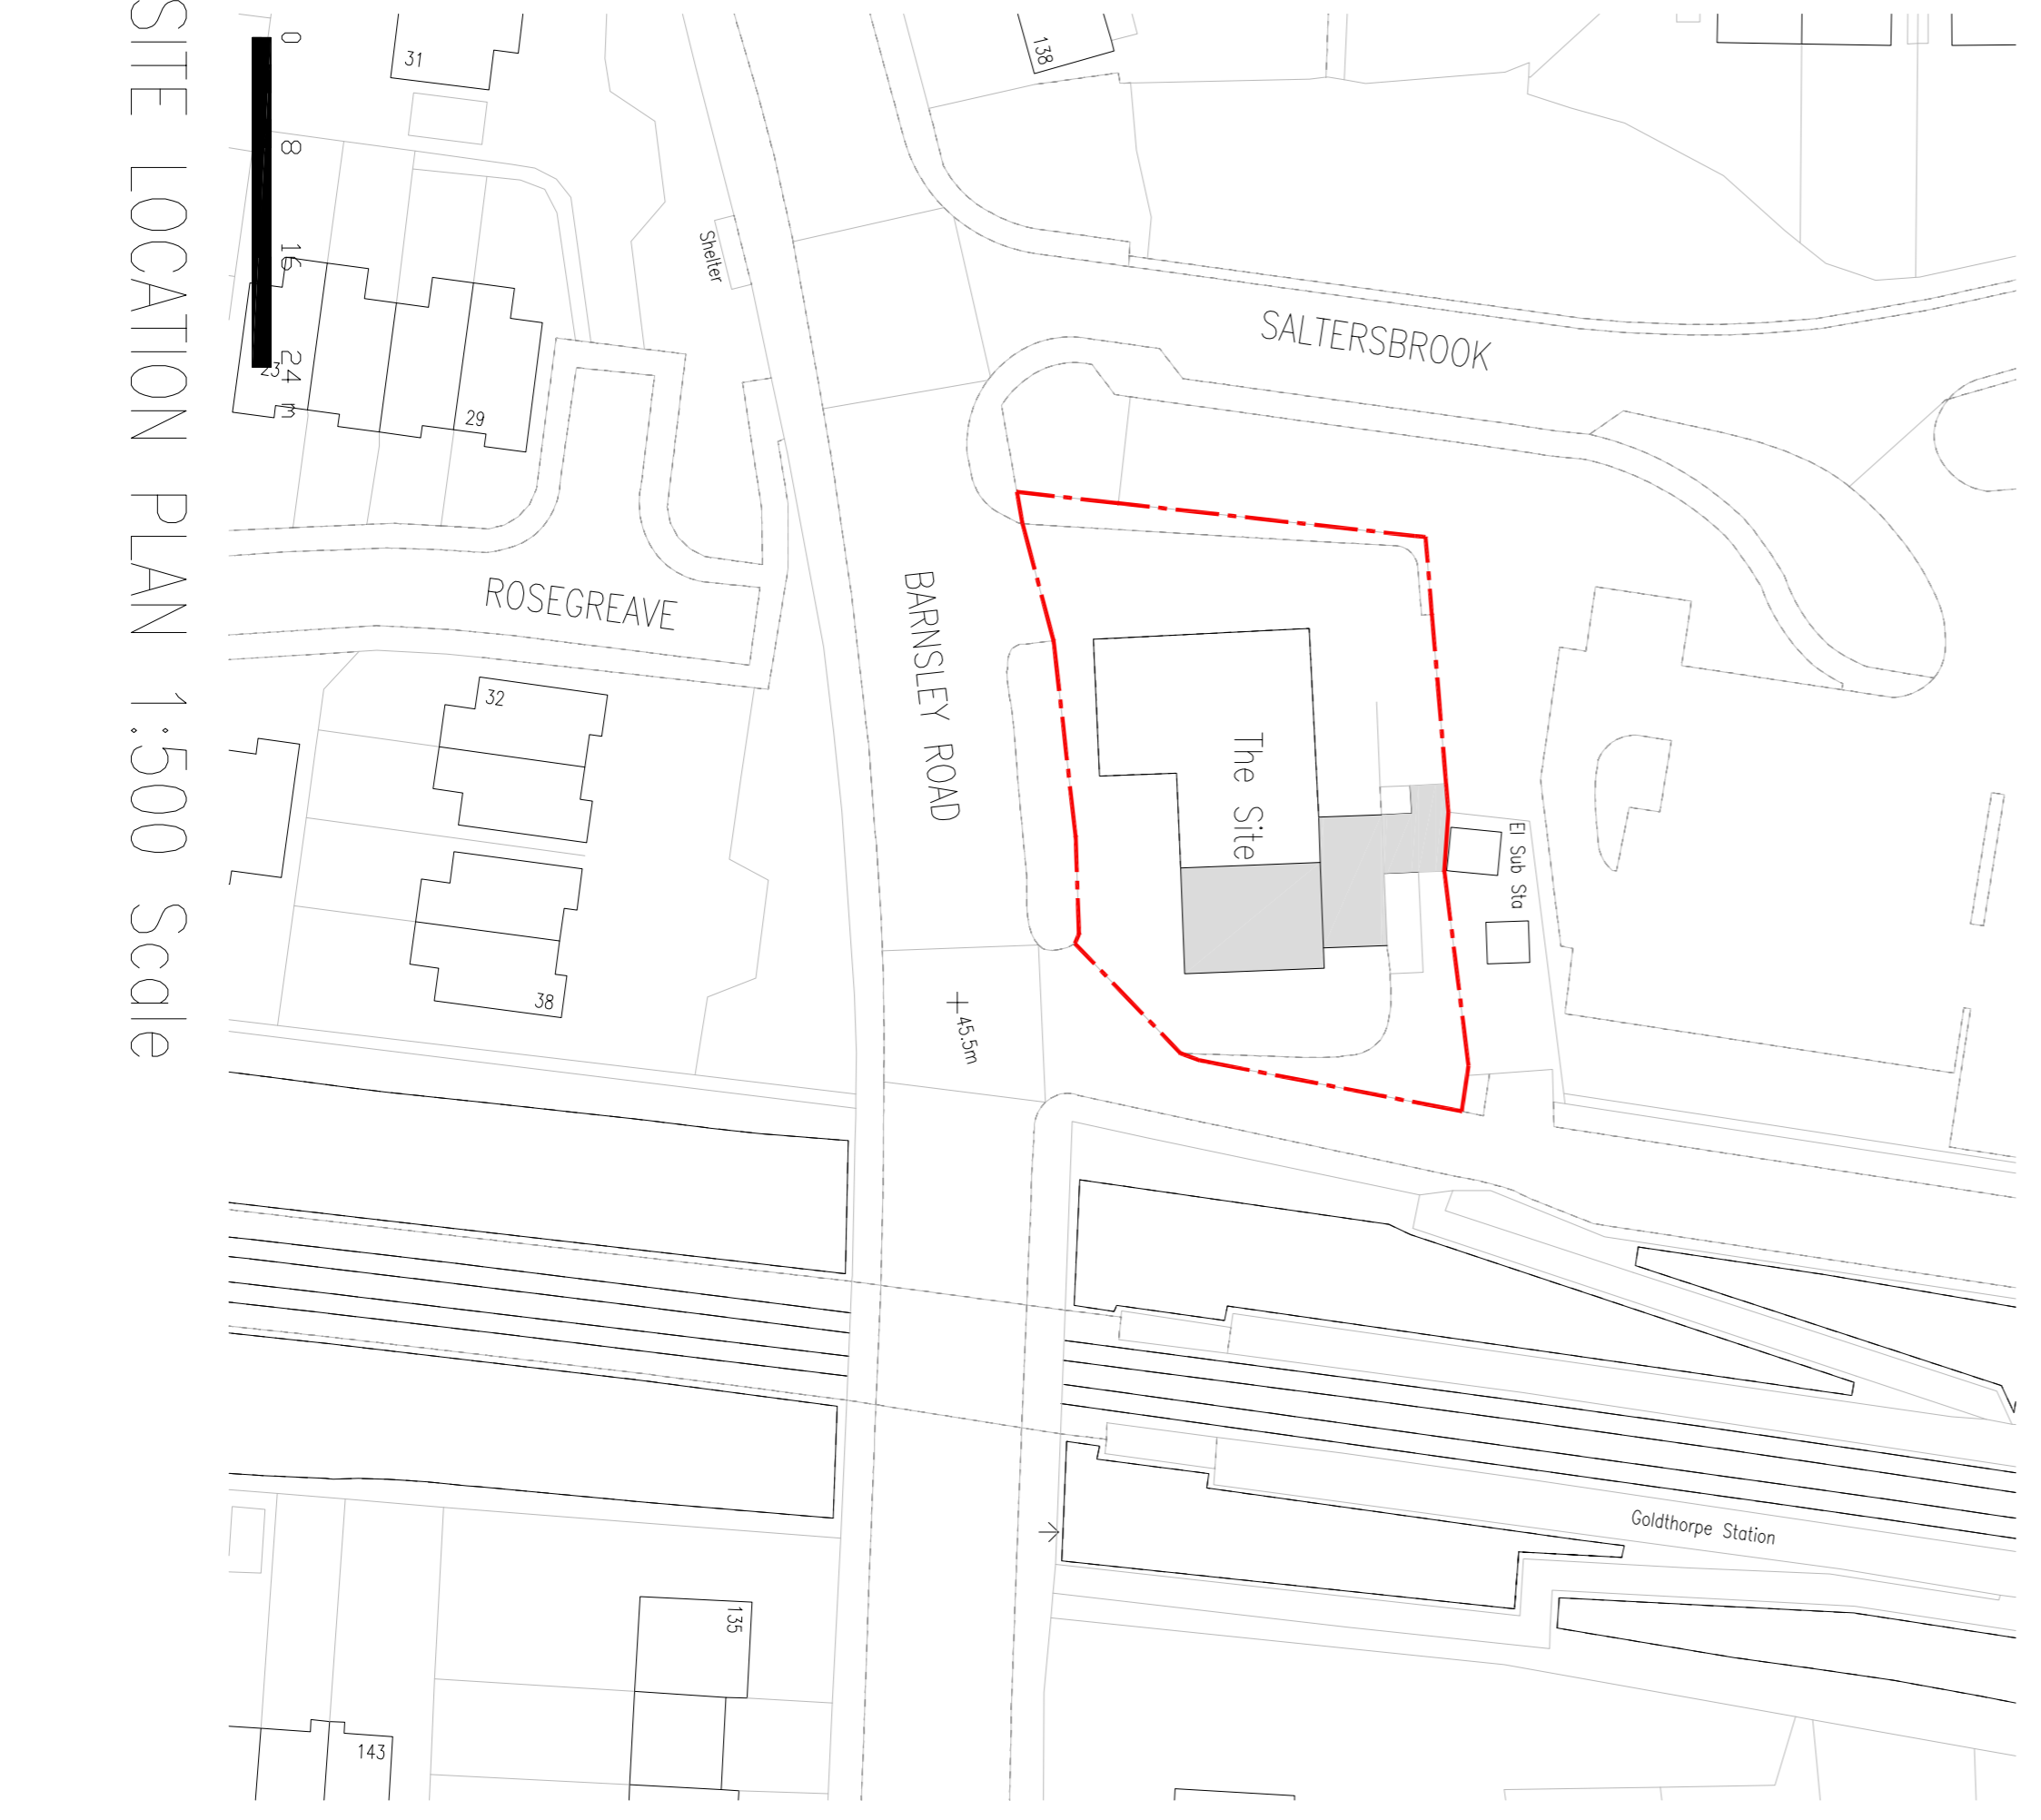 SITE LOCATION PLAN 1:500 Scale
0 8 16 24 m
31
138
Shelter
SALTERSBROOK
23
29
ROSEGREAVE
BARNSLEY ROAD
32
The Site
El Sub Sta
38
45.5m
Goldthorpe Station
135
143